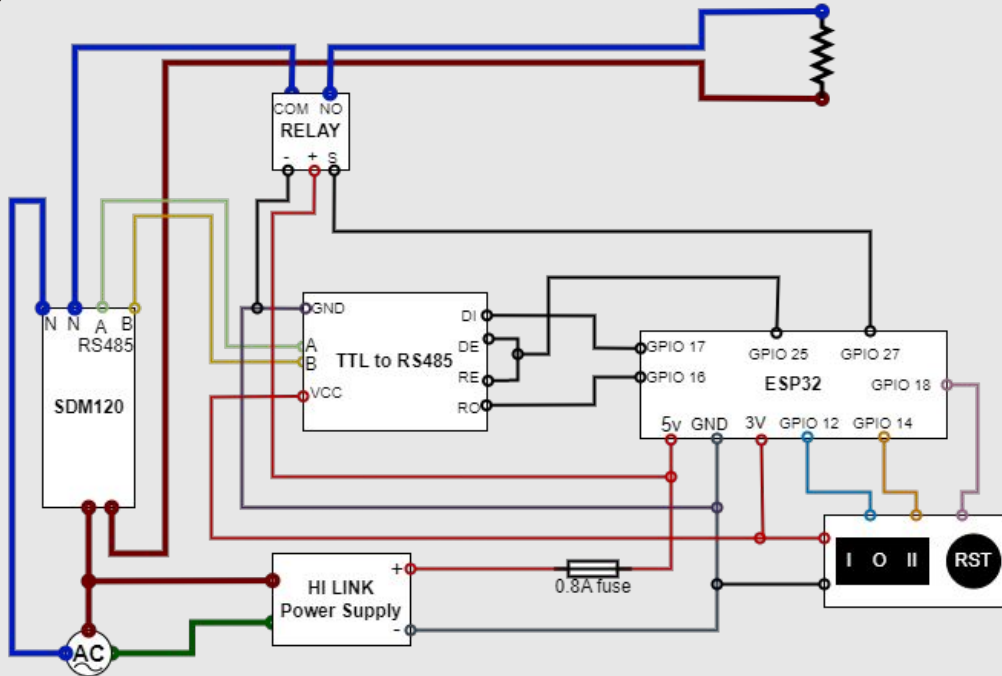 COM NO
RELAY
- + S
N N A B
RS485
SDM120
GND
A
B
VCC
TTL to RS485
DI
DE
RE
RO
GPIO 17
GPIO 16
GPIO 25
GPIO 27
ESP32
GPIO 18
5v GND 3V GPIO 12 GPIO 14
I O II
RST
HI LINK
Power Supply
+
-
0.8A fuse
AC